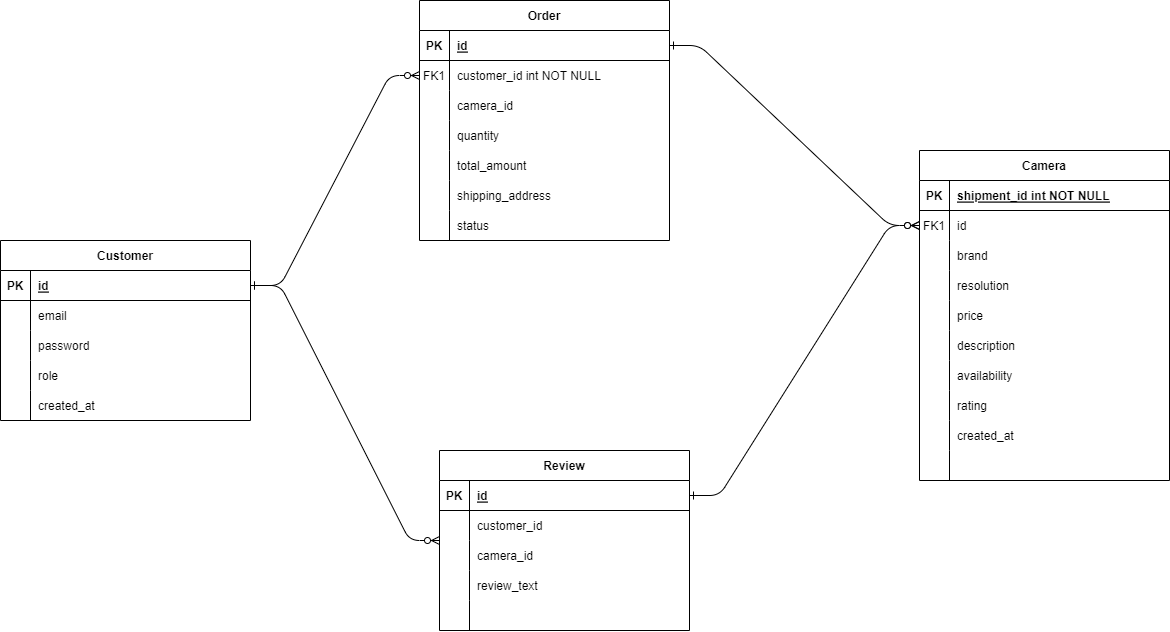 Order
PK id
FK1 customer_id int NOT NULL
camera_id
quantity
total_amount
shipping_address
status
Camera
PK shipment_id int NOT NULL
FK1 id
brand
resolution
price
description
availability
rating
created_at
Customer
PK id
email
password
role
created_at
Review
PK id
customer_id
camera_id
review_text